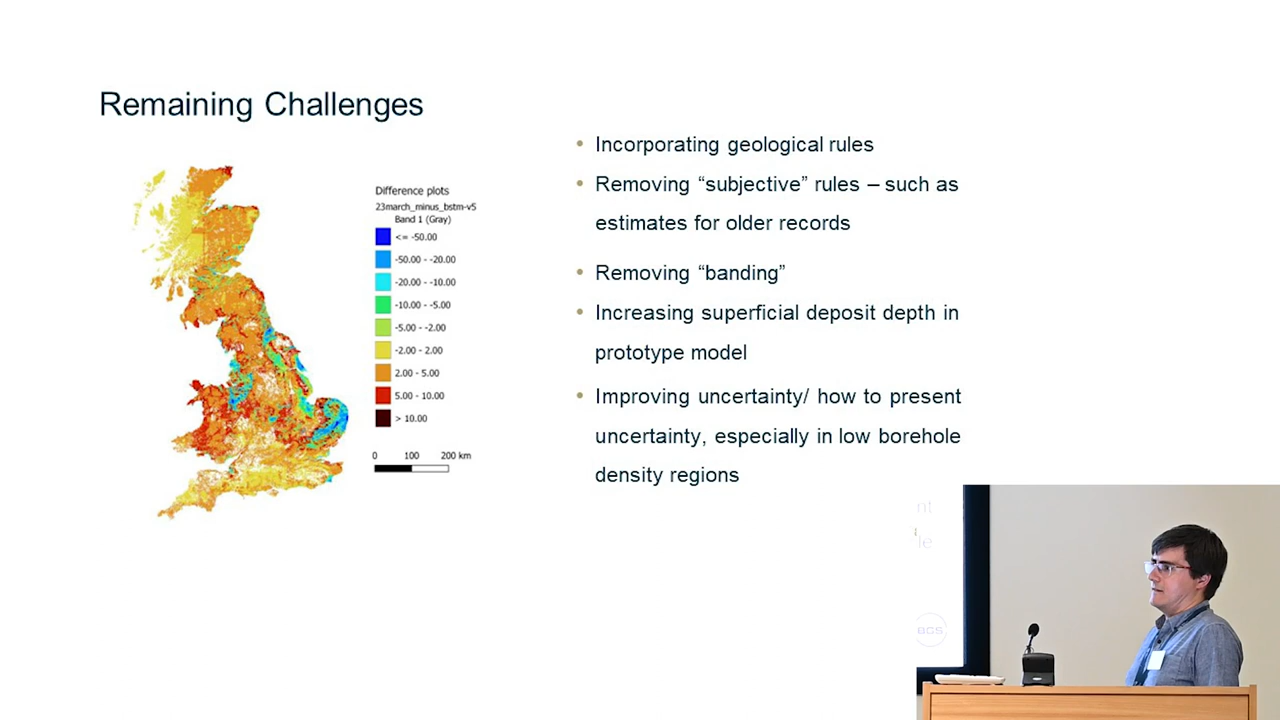 Remaining Challenges
Difference plots
23march_minus_bstm-v5
Band 1 (Gray)
<= -50.00
-50.00 - -20.00
-20.00 - -10.00
-10.00 - -5.00
-5.00 - -2.00
-2.00 - 2.00
2.00 - 5.00
5.00 - 10.00
> 10.00
0 100 200 km
• Incorporating geological rules
• Removing “subjective” rules – such as
estimates for older records
• Removing “banding”
• Increasing superficial deposit depth in
prototype model
• Improving uncertainty/ how to present
uncertainty, especially in low borehole
density regions
BGS